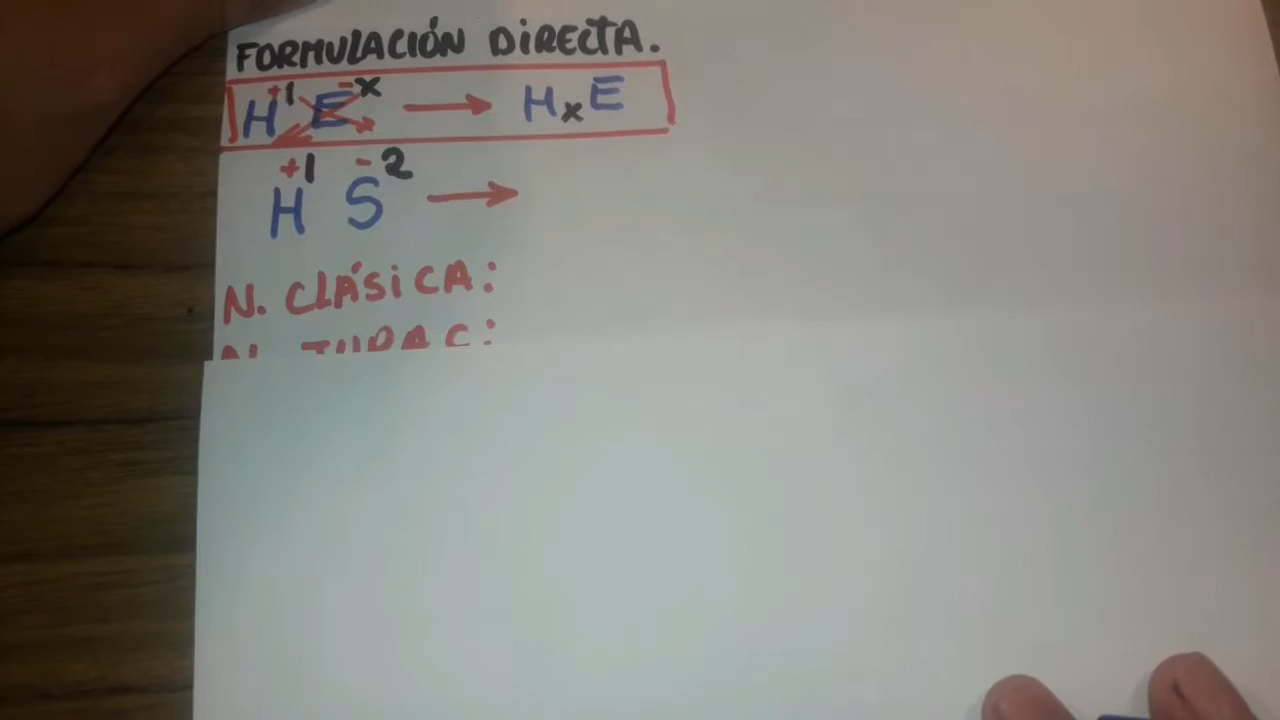 FORMULACIÓN DIRECTA.
H+1 E-x → HxE
H+1 S-2 →
N. CLÁSICA: